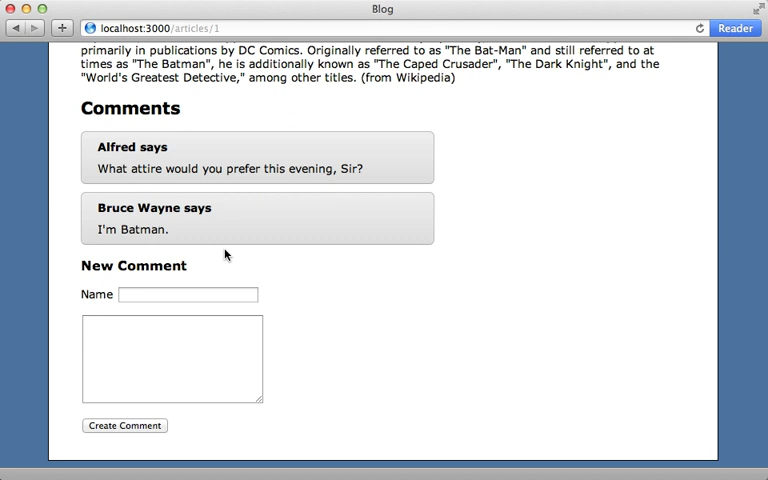 Blog
localhost:3000/articles/1
Reader
primarily in publications by DC Comics. Originally referred to as "The Bat-Man" and still referred to at
times as "The Batman", he is additionally known as "The Caped Crusader", "The Dark Knight", and the
"World's Greatest Detective," among other titles. (from Wikipedia)
Comments
Alfred says
What attire would you prefer this evening, Sir?
Bruce Wayne says
I'm Batman.
New Comment
Name
Create Comment